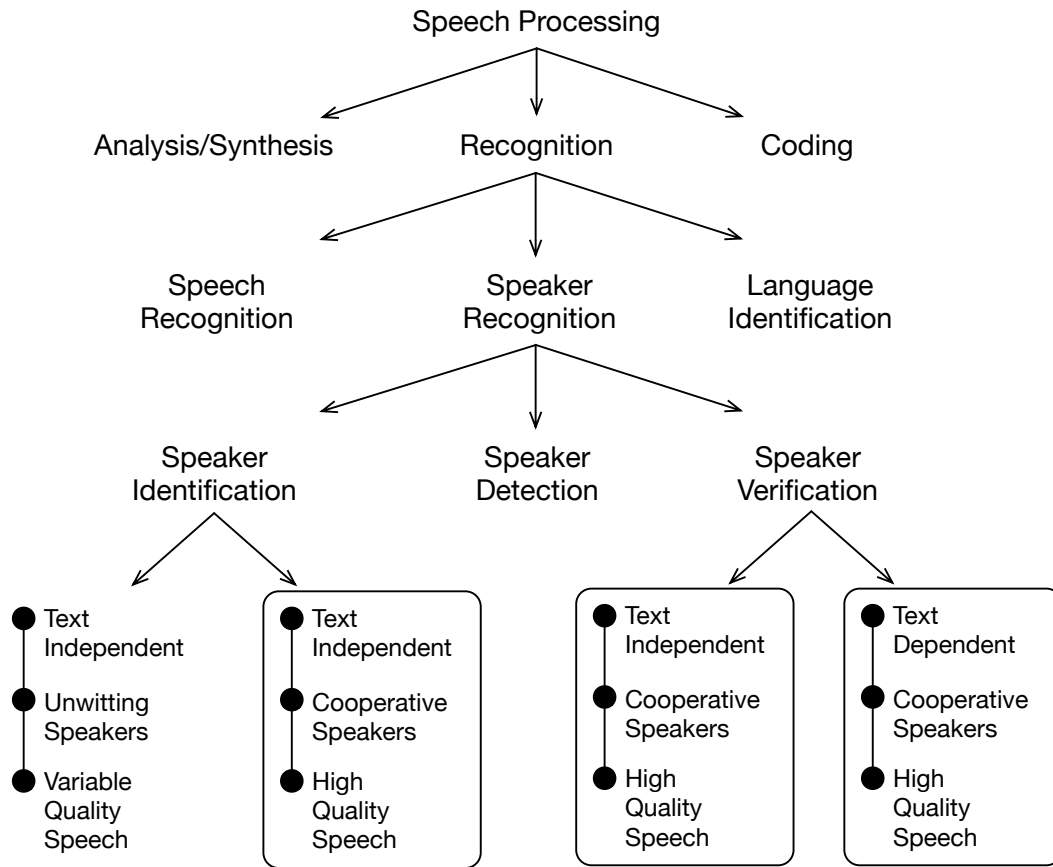 Speech Processing
Analysis/Synthesis
Recognition
Coding
Speech
Recognition
Speaker
Recognition
Language
Identification
Speaker
Identification
Speaker
Detection
Speaker
Verification
Text
Independent
Unwitting
Speakers
Variable
Quality
Speech
Text
Independent
Cooperative
Speakers
High
Quality
Speech
Text
Independent
Cooperative
Speakers
High
Quality
Speech
Text
Dependent
Cooperative
Speakers
High
Quality
Speech